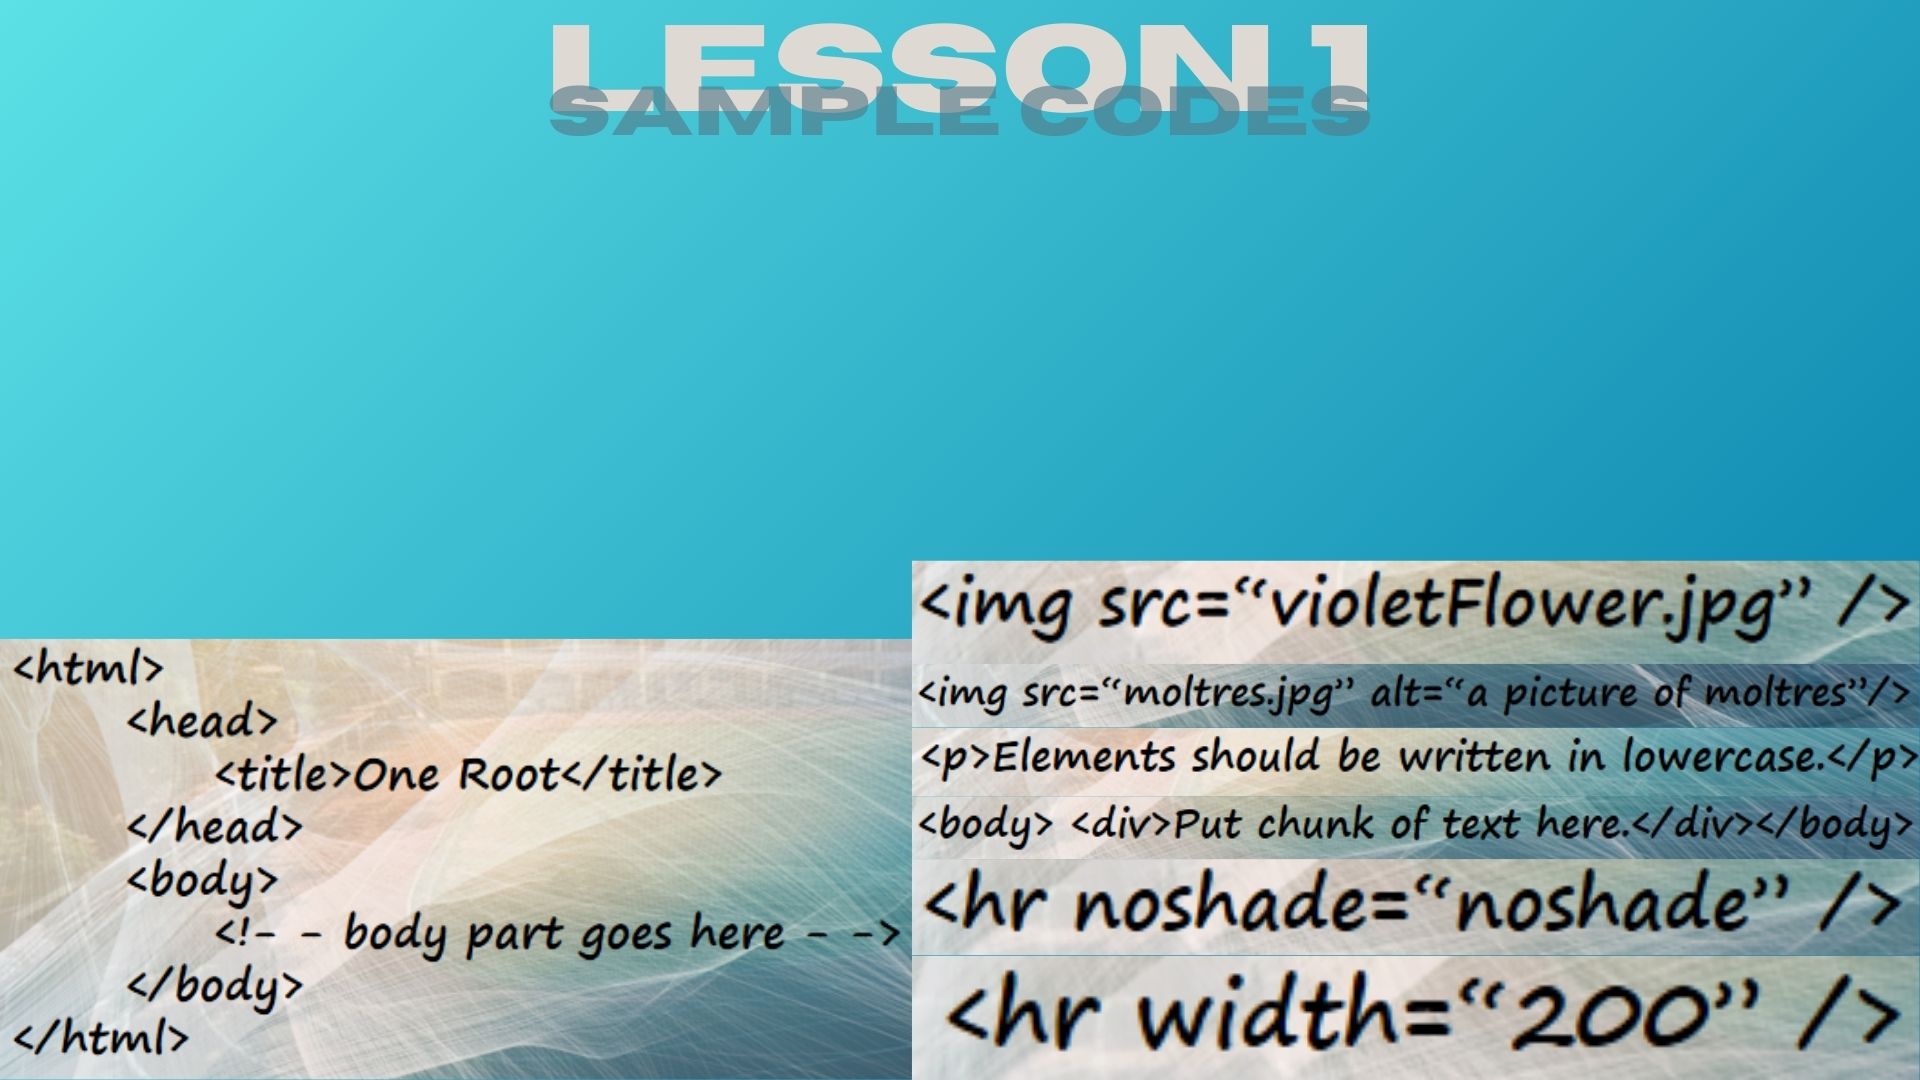 LESSON 1
SAMPLE CODES
<html>
<head>
<title>One Root</title>
</head>
<body>
<!- - body part goes here - ->
</body>
</html>
<img src=“violetFlower.jpg” />
<img src=“moltres.jpg” alt=“a picture of moltres”/>
<p>Elements should be written in lowercase.</p>
<body> <div>Put chunk of text here.</div></body>
<hr noshade=“noshade” />
<hr width=“200” />